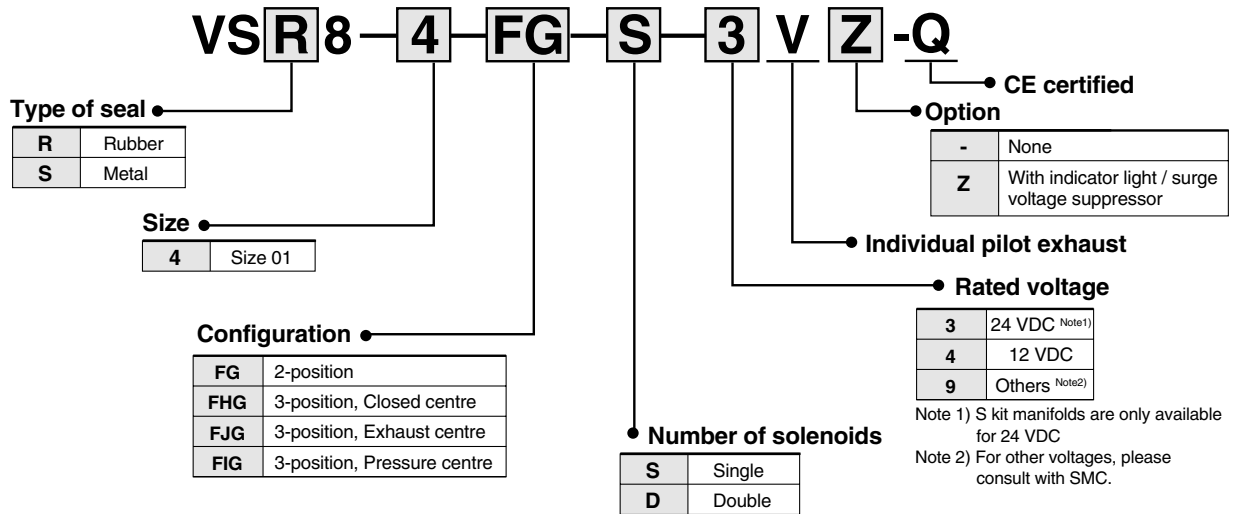 VSR8-4-FG-S-3VZ-Q
CE certified
Type of seal
R Rubber
S Metal
Option
- None
Z With indicator light / surge
voltage suppressor
Size
4 Size 01
Individual pilot exhaust
Rated voltage
3 24 VDC Note1)
4 12 VDC
9 Others Note2)
Note 1) S kit manifolds are only available
for 24 VDC
Note 2) For other voltages, please
consult with SMC.
Configuration
FG 2-position
FHG 3-position, Closed centre
FJG 3-position, Exhaust centre
FIG 3-position, Pressure centre
Number of solenoids
S Single
D Double